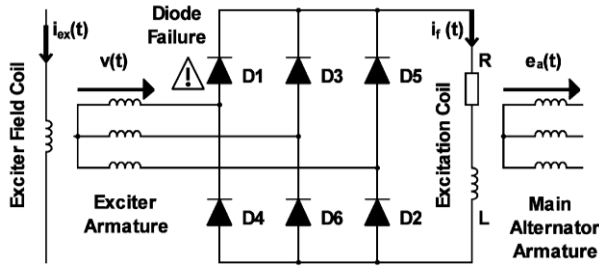 Exciter Field Coil
iex(t)
Diode
Failure
v(t)
D1
D3
D5
if(t)
R
ea(t)
Excitation Coil
Exciter
Armature
D4
D6
D2
L
Main
Alternator
Armature